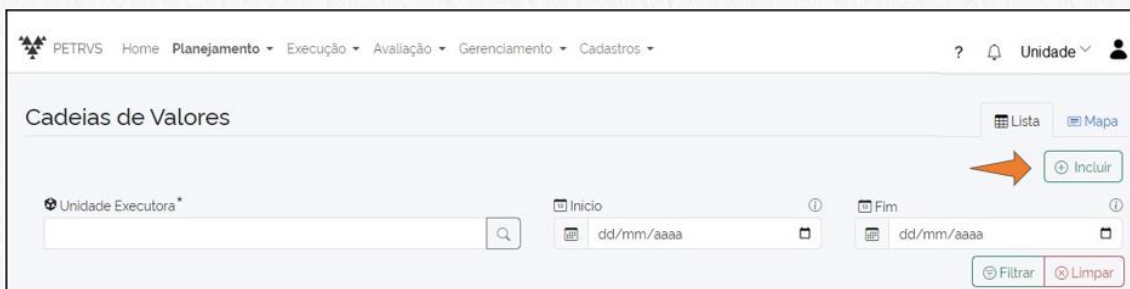 PETRVS Home Planejamento Execução Avaliação Gerenciamento Cadastros ? Unidade
Cadeias de Valores Lista Mapa
Incluir
Unidade Executora* Início Fim
dd/mm/aaaa dd/mm/aaaa
Filtrar Limpar